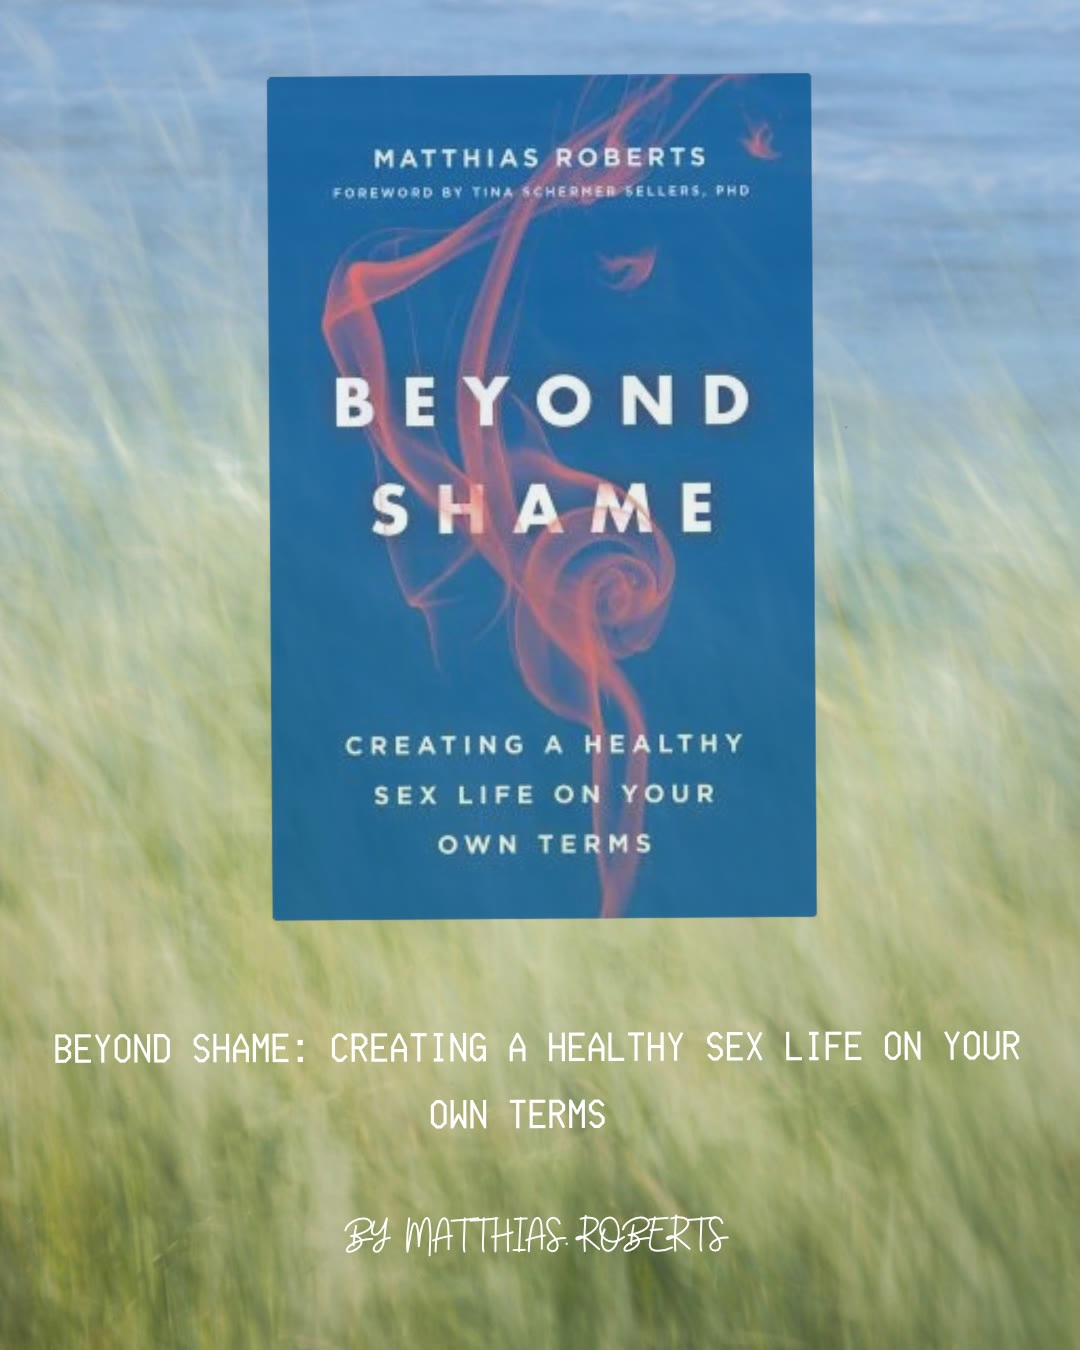 MATTHIAS ROBERTS
FOREWORD BY TINA SCHERMER SELLERS, PHD
BEYOND
SHAME
CREATING A HEALTHY
SEX LIFE ON YOUR
OWN TERMS
BEYOND SHAME: CREATING A HEALTHY SEX LIFE ON YOUR
OWN TERMS
BY MATTHIAS ROBERTS